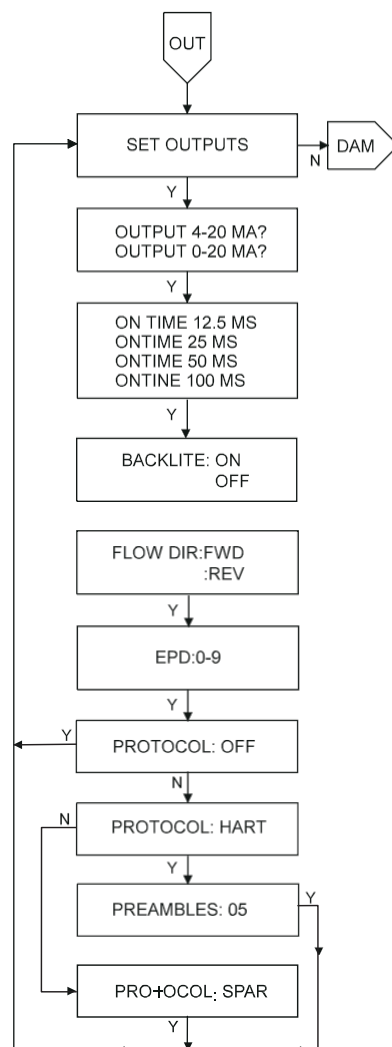 OUT
SET OUTPUTS
N
DAM
Y
OUTPUT 4-20 MA?
OUTPUT 0-20 MA?
Y
ON TIME 12.5 MS
ONTIME 25 MS
ONTIME 50 MS
ONTINE 100 MS
Y
BACKLITE: ON
OFF
FLOW DIR:FWD
:REV
Y
EPD:0-9
Y
Y
PROTOCOL: OFF
N
N
PROTOCOL: HART
Y
Y
PREAMBLES: 05
PROTOCOL: SPAR
Y